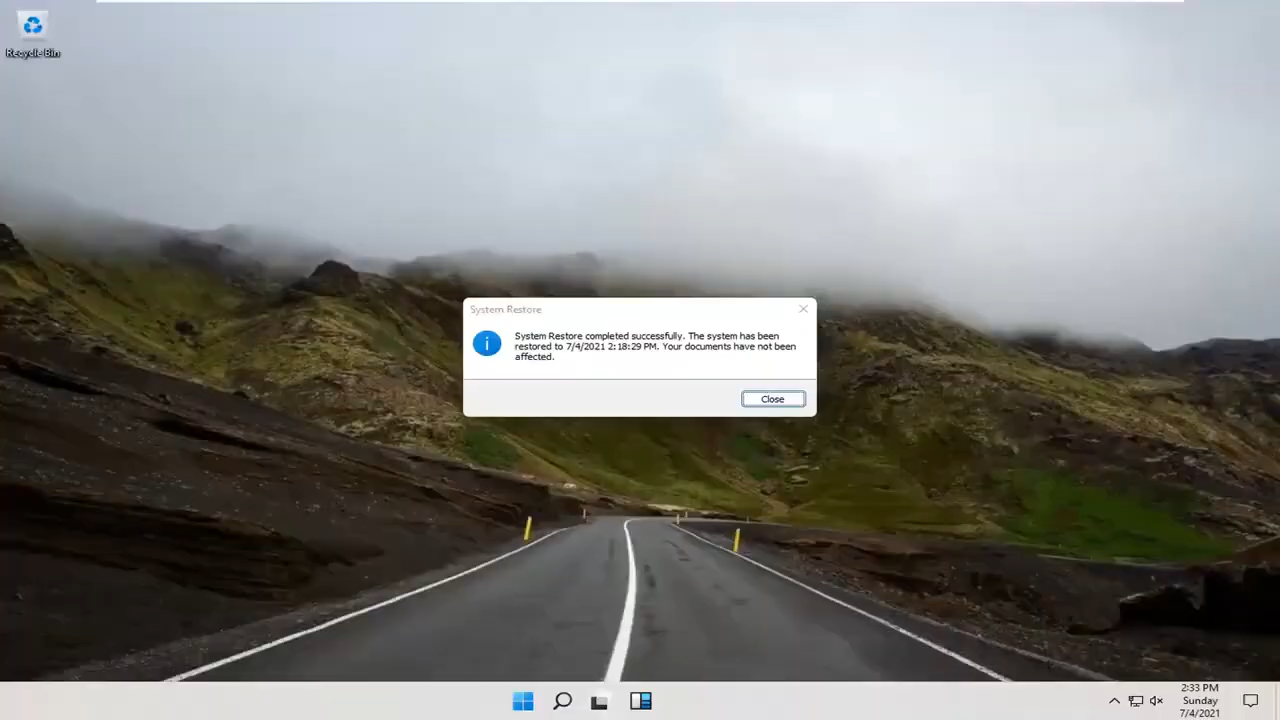 Recycle Bin
System Restore
System Restore completed successfully. The system has been
restored to 7/4/2021 2:18:29 PM. Your documents have not been
affected.
Close
2:33 PM
Sunday
7/4/2021